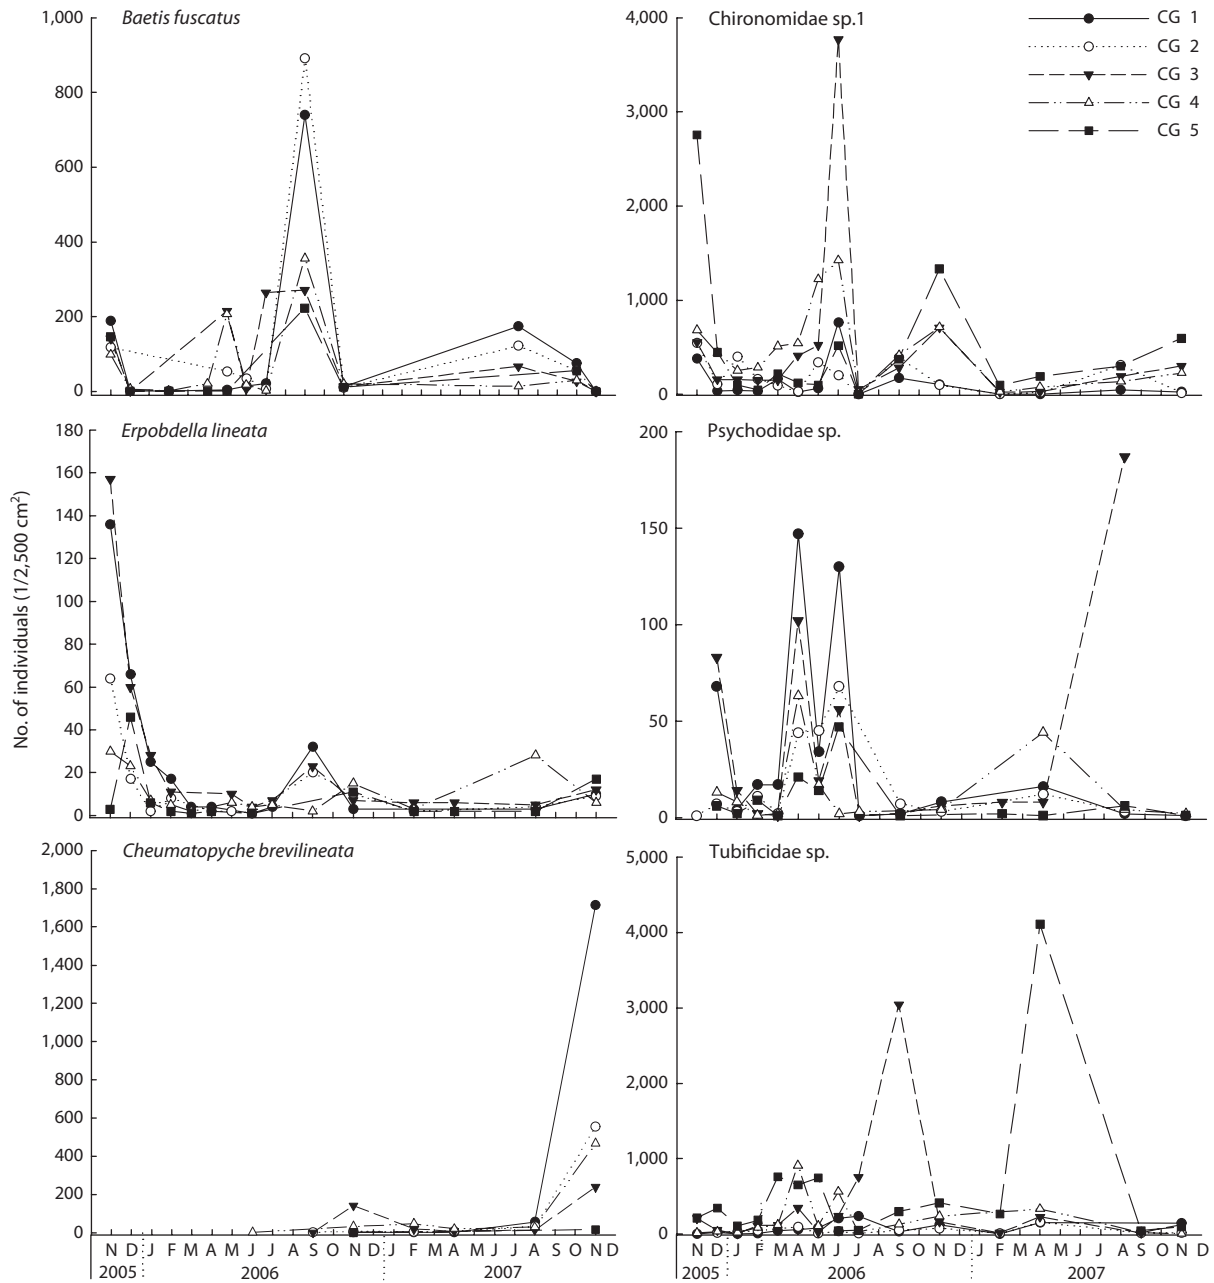 Baetis fuscatus
1,000
800
600
400
200
0
Chironomidae sp.1
4,000
3,000
2,000
1,000
0
CG 1
CG 2
CG 3
CG 4
CG 5
No. of individuals (1/2,500 cm²)
Erpobdella lineata
180
160
140
120
100
80
60
40
20
0
Psychodidae sp.
200
150
100
50
0
Cheumatopyche brevilineata
2,000
1,800
1,600
1,400
1,200
1,000
800
600
400
200
0
N D J F M A M J J A S O N D J F M A M J J A S O N D
2005 2006 2007
Tubificidae sp.
5,000
4,000
3,000
2,000
1,000
0
N D J F M A M J J A S O N D J F M A M J J A S O N D
2005 2006 2007